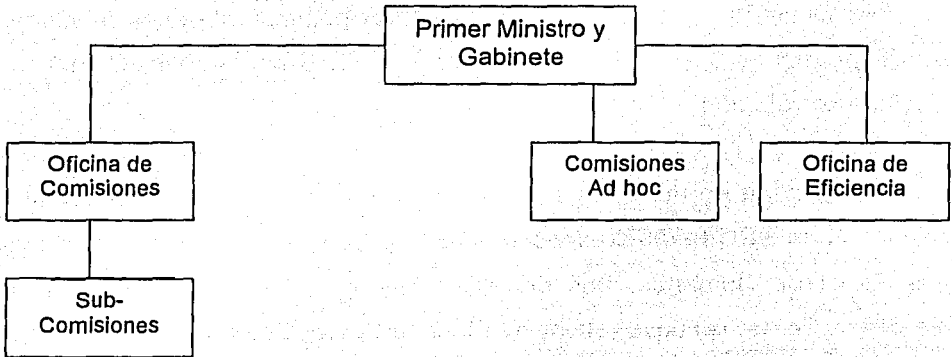 Primer Ministro y
Gabinete
Oficina de
Comisiones
Comisiones
Ad hoc
Oficina de
Eficiencia
Sub-
Comisiones